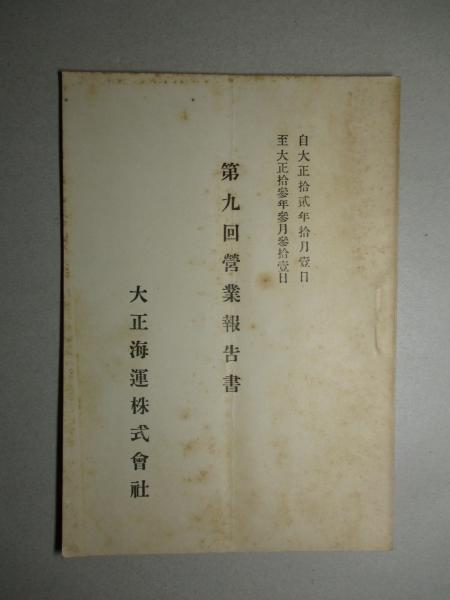 自大正拾貳年拾月壹日
至大正拾參年參月參拾壹日
第九回營業報告書
大正海運株式會社